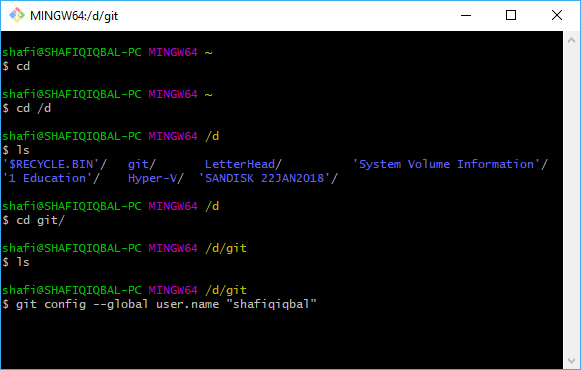 MINGW64:/d/git
shafi@SHAFIQIQBAL-PC MINGW64 ~
$ cd
shafi@SHAFIQIQBAL-PC MINGW64 ~
$ cd /d
shafi@SHAFIQIQBAL-PC MINGW64 /d
$ ls
'$RECYCLE.BIN'/   git/       LetterHead/          'System Volume Information'/
'1 Education'/    Hyper-V/  'SANDISK 22JAN2018'/
shafi@SHAFIQIQBAL-PC MINGW64 /d
$ cd git/
shafi@SHAFIQIQBAL-PC MINGW64 /d/git
$ ls
shafi@SHAFIQIQBAL-PC MINGW64 /d/git
$ git config --global user.name "shafiqiqbal"